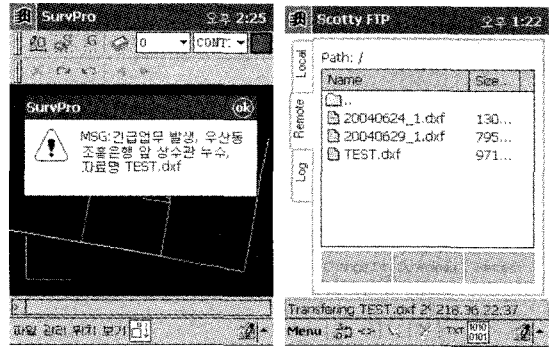 SurvPro
오후 2:25
G
0
CONT:
SurvPro
ok
MSG:긴급업무 발생, 우산동
조흥은행 앞 상수관 누수,
자료명 TEST.dxf
파일 관리 위치 보기
Scotty FTP
오후 1:22
Local
Remote
Log
Path: /
Name Size
..
20040624_1.dxf 130...
20040629_1.dxf 795...
TEST.dxf 971...
Transfering TEST.dxf 218.36.22.37
Menu TXT 1010
0101